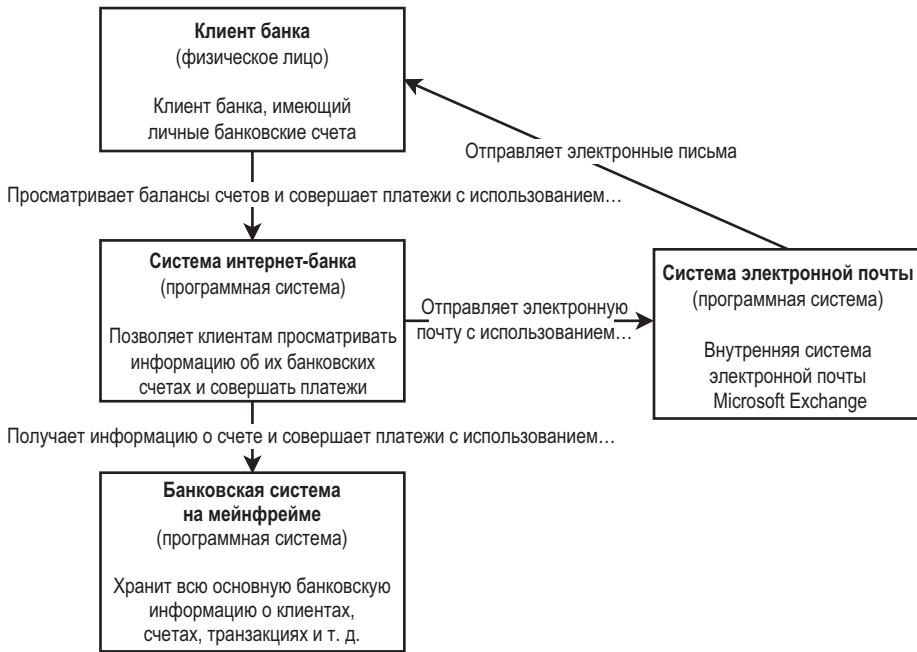 Клиент банка
(физическое лицо)
Клиент банка, имеющий
личные банковские счета
Отправляет электронные письма
Просматривает балансы счетов и совершает платежи с использованием…
Система интернет-банка
(программная система)
Позволяет клиентам просматривать
информацию об их банковских
счетах и совершать платежи
Отправляет электронную
почту с использованием…
Система электронной почты
(программная система)
Внутренняя система
электронной почты
Microsoft Exchange
Получает информацию о счете и совершает платежи с использованием…
Банковская система
на мейнфрейме
(программная система)
Хранит всю основную банковскую
информацию о клиентах,
счетах, транзакциях и т. д.